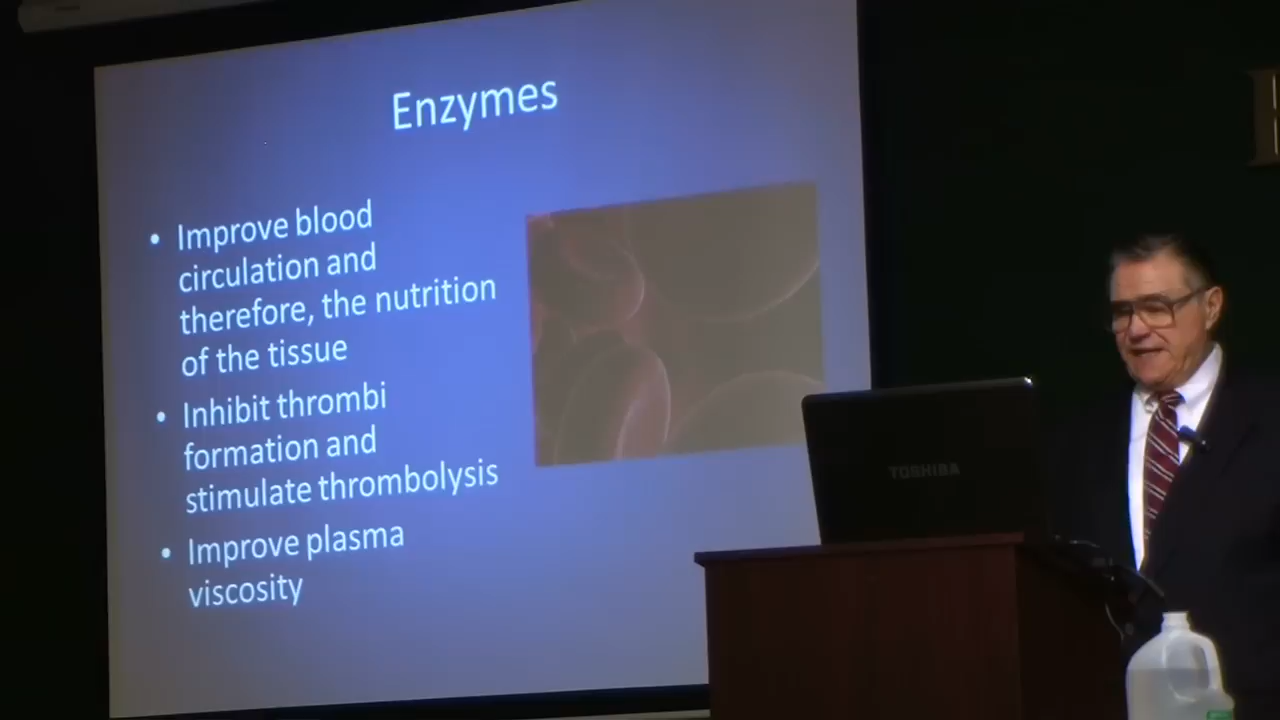 Enzymes
• Improve blood
circulation and
therefore, the nutrition
of the tissue
• Inhibit thrombi
formation and
stimulate thrombolysis
• Improve plasma
viscosity
TOSHIBA